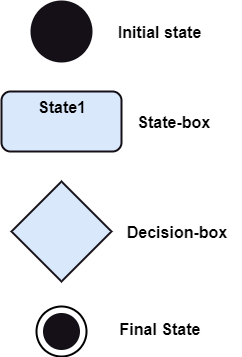 Initial state
State1
State-box
Decision-box
Final State